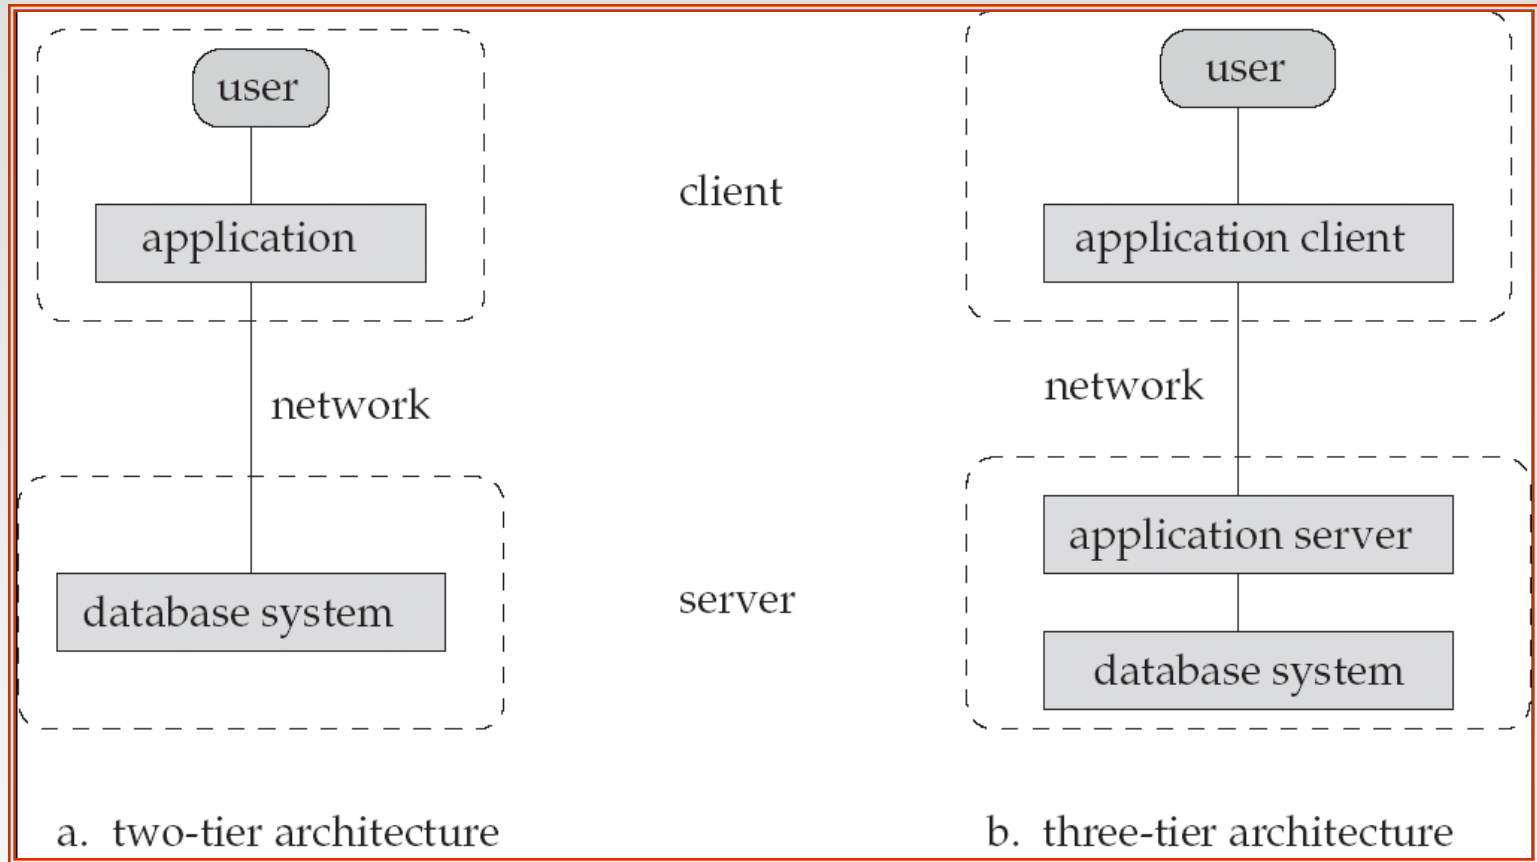 user
application
network
database system
client
server
user
application client
network
application server
database system
a. two-tier architecture
b. three-tier architecture